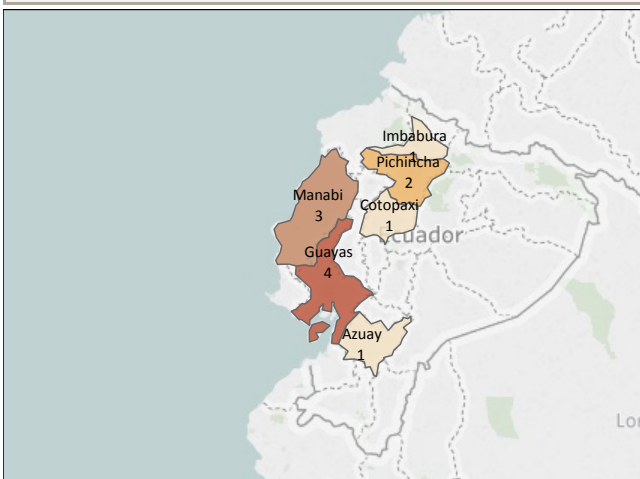 Imbabura
1
Pichincha
2
Manabi
3
Cotopaxi
1
Ecuador
Guayas
4
Azuay
1